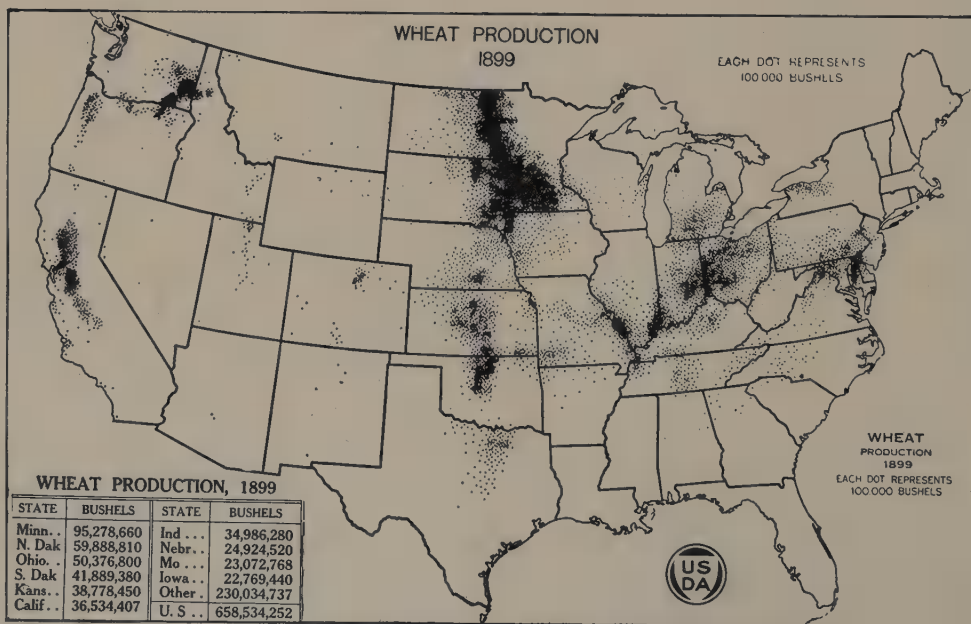 WHEAT PRODUCTION
1899
EACH DOT REPRESENTS
100,000 BUSHELS
WHEAT
PRODUCTION
1899
EACH DOT REPRESENTS
100,000 BUSHELS
WHEAT PRODUCTION, 1899
STATE BUSHELS STATE BUSHELS
Minn.. 95,278,660 Ind ... 34,986,280
N. Dak 59,888,810 Nebr.. 24,924,520
Ohio.. 50,376,800 Mo ... 23,072,768
S. Dak 41,889,380 Iowa.. 22,769,440
Kans.. 38,778,450 Other. 230,034,737
Calif.. 36,534,407 U. S .. 658,534,252
US
DA